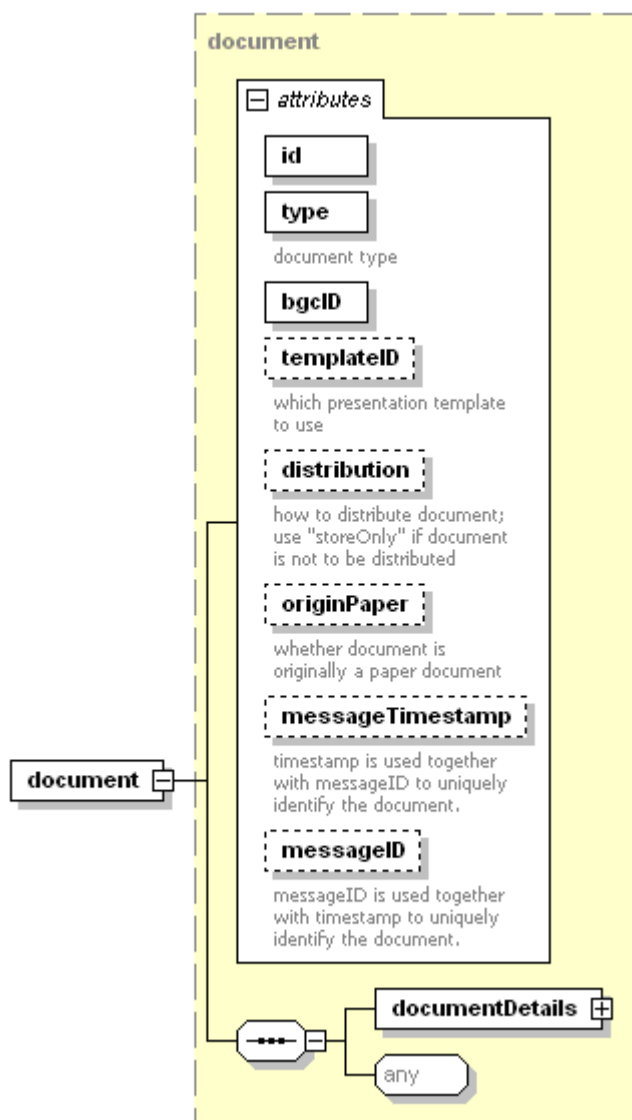 document
attributes
id
type
document type
bgcID
templateID
which presentation template
to use
distribution
how to distribute document;
use "storeOnly" if document
is not to be distributed
originPaper
whether document is
originally a paper document
messageTimestamp
timestamp is used together
with messageID to uniquely
identify the document.
document
messageID
messageID is used together
with timestamp to uniquely
identify the document.
documentDetails
any